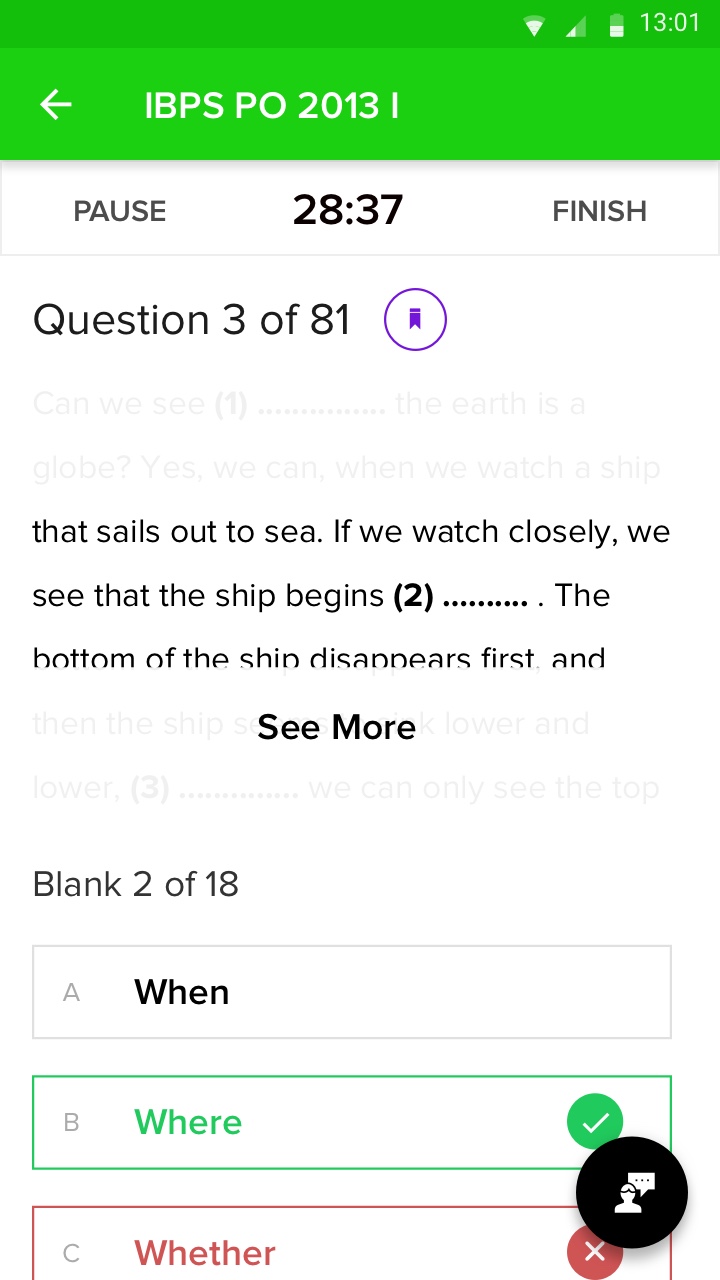 13:01
IBPS PO 2013 I
PAUSE 28:37 FINISH
Question 3 of 81
Can we see (1) ............... the earth is a
globe? Yes, we can, when we watch a ship
that sails out to sea. If we watch closely, we
see that the ship begins (2) .......... . The
bottom of the ship disappears first, and
then the ship lower and
See More
lower, (3) .............. we can only see the top
Blank 2 of 18
A When
B Where
C Whether